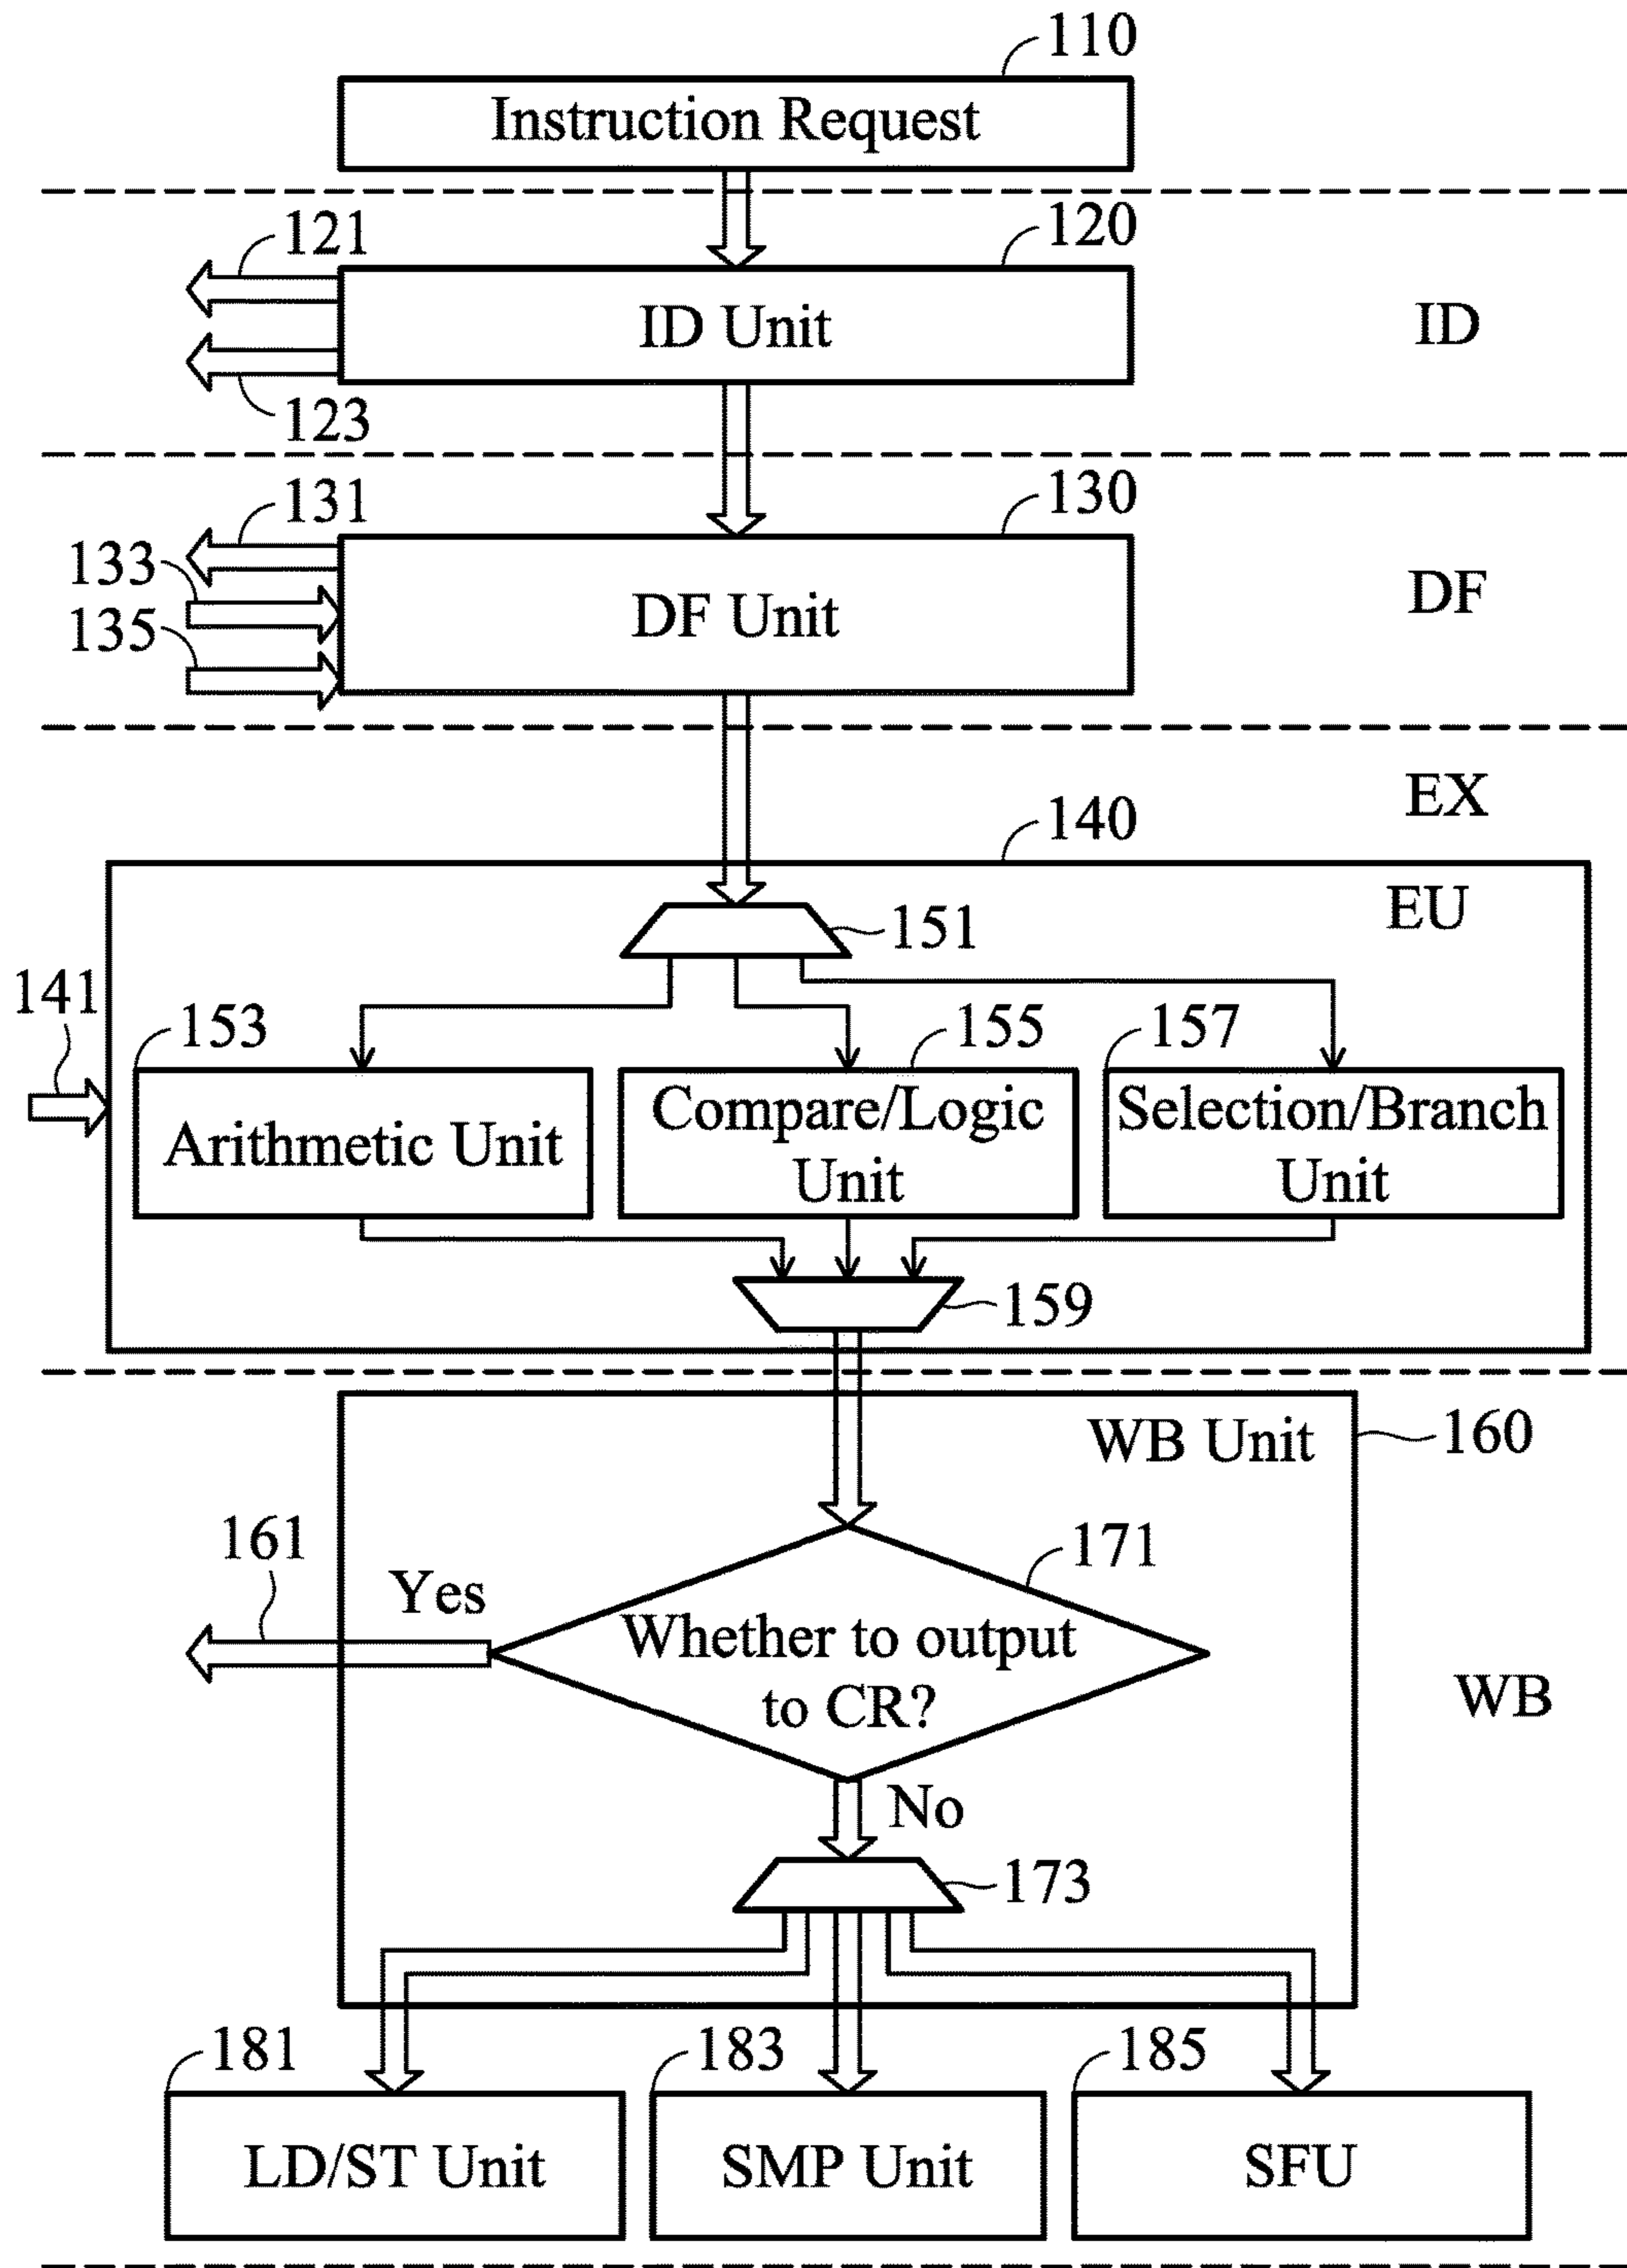 110
Instruction Request
121
120
ID Unit
ID
123
131
130
133
DF Unit
DF
135
EX
140
EU
151
141
153
155
157
Arithmetic Unit
Compare/Logic
Unit
Selection/Branch
Unit
159
WB Unit
160
161
Yes
171
Whether to output
to CR?
WB
No
173
181
183
185
LD/ST Unit
SMP Unit
SFU